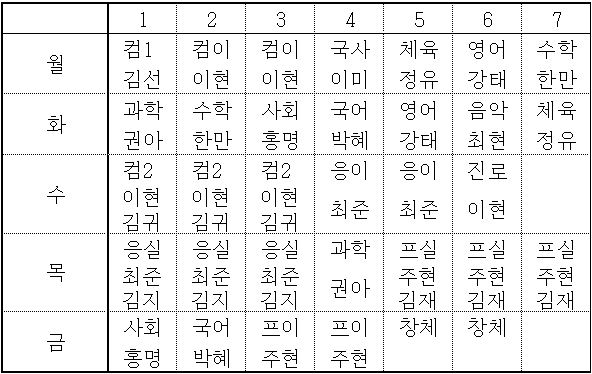 1 2 3 4 5 6 7
월 컴1 컴이 컴이 국사 체육 영어 수학
김선 이현 이현 이미 정유 강태 한만
화 과학 수학 사회 국어 영어 음악 체육
권아 한만 홍명 박혜 강태 최현 정유
수 컴2 컴2 컴2 응이 응이 진로
이현 이현 이현 최준 최준 이현
김귀 김귀 김귀
목 응실 응실 응실 과학 프실 프실 프실
최준 최준 최준 권아 주현 주현 주현
김지 김지 김지 김재 김재 김재
금 사회 국어 프이 프이 창체 창체
홍명 박혜 주현 주현